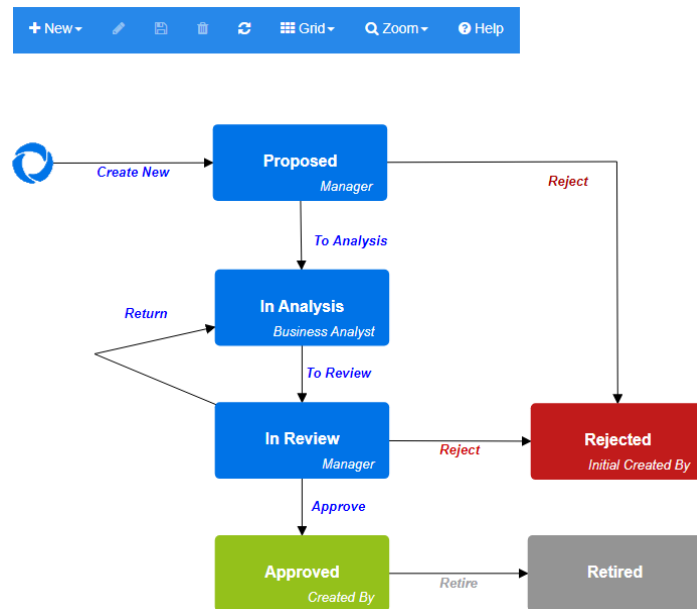 New
Grid
Zoom
Help
Proposed
Manager
Create New
Reject
To Analysis
In Analysis
Business Analyst
Return
To Review
In Review
Manager
Reject
Rejected
Initial Created By
Approve
Approved
Created By
Retire
Retired